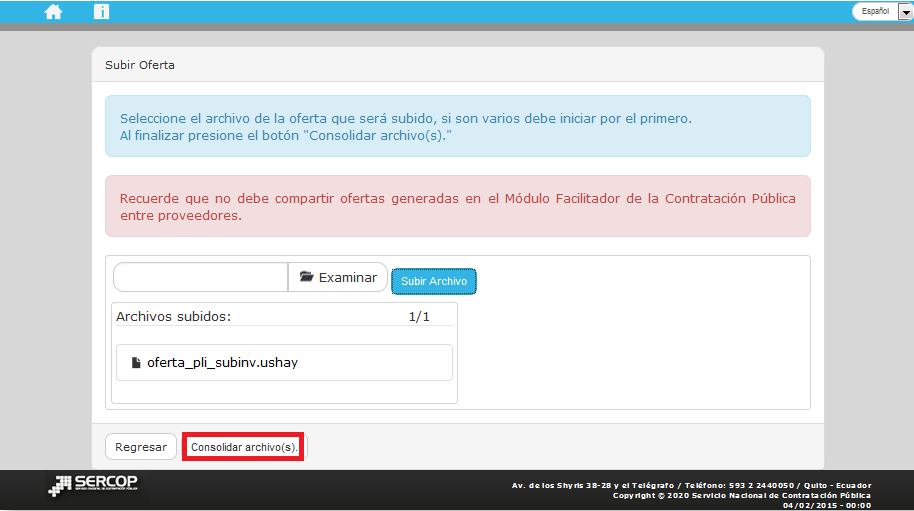 Español
Subir Oferta
Seleccione el archivo de la oferta que será subido, si son varios debe iniciar por el primero.
Al finalizar presione el botón "Consolidar archivo(s)."
Recuerde que no debe compartir ofertas generadas en el Módulo Facilitador de la Contratación Pública
entre proveedores.
Examinar Subir Archivo
Archivos subidos: 1/1
oferta_pli_subinv.ushay
Regresar Consolidar archivo(s).
SERCOP
Av. de los Shyris 38-28 y el Telégrafo / Teléfono: 593 2 2440050 / Quito - Ecuador
Copyright © 2020 Servicio Nacional de Contratación Pública
04/02/2015 - 00:00